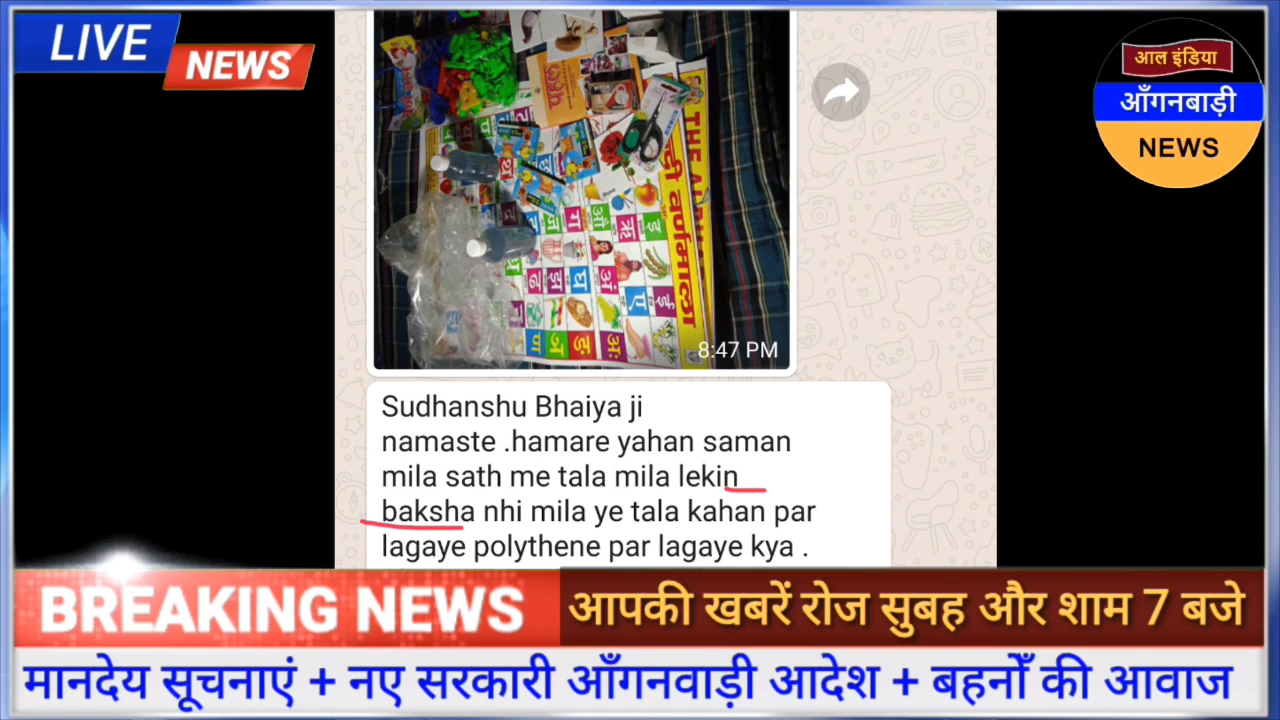 LIVE
NEWS
आल इंडिया
आँगनबाड़ी
NEWS
8:47 PM
Sudhanshu Bhaiya ji
namaste .hamare yahan saman
mila sath me tala mila lekin
baksha nhi mila ye tala kahan par
lagaye polythene par lagaye kya .
BREAKING NEWS
आपकी खबरें रोज सुबह और शाम 7 बजे
मानदेय सूचनाएं + नए सरकारी आँगनवाड़ी आदेश + बहनोँ की आवाज